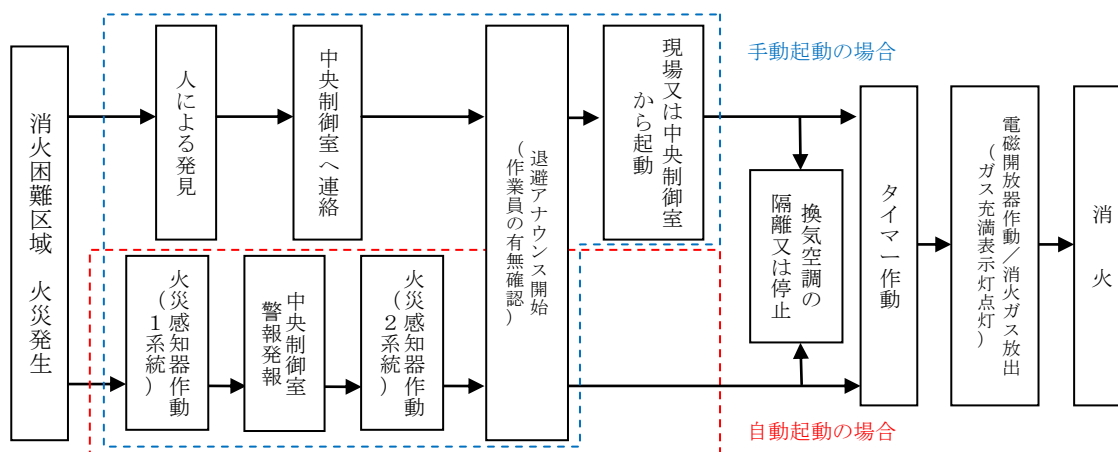 消火困難区域　火災発生
人による発見
中央制御室へ連絡
退避アナウンス開始
（作業員の有無確認）
現場又は中央制御室
から起動
手動起動の場合
火災感知器作動
（１系統）
中央制御室
警報発報
火災感知器作動
（２系統）
換気空調の
隔離又は停止
自動起動の場合
タイマー作動
電磁開放器作動／消火ガス放出
（ガス充満表示灯点灯）
消　火